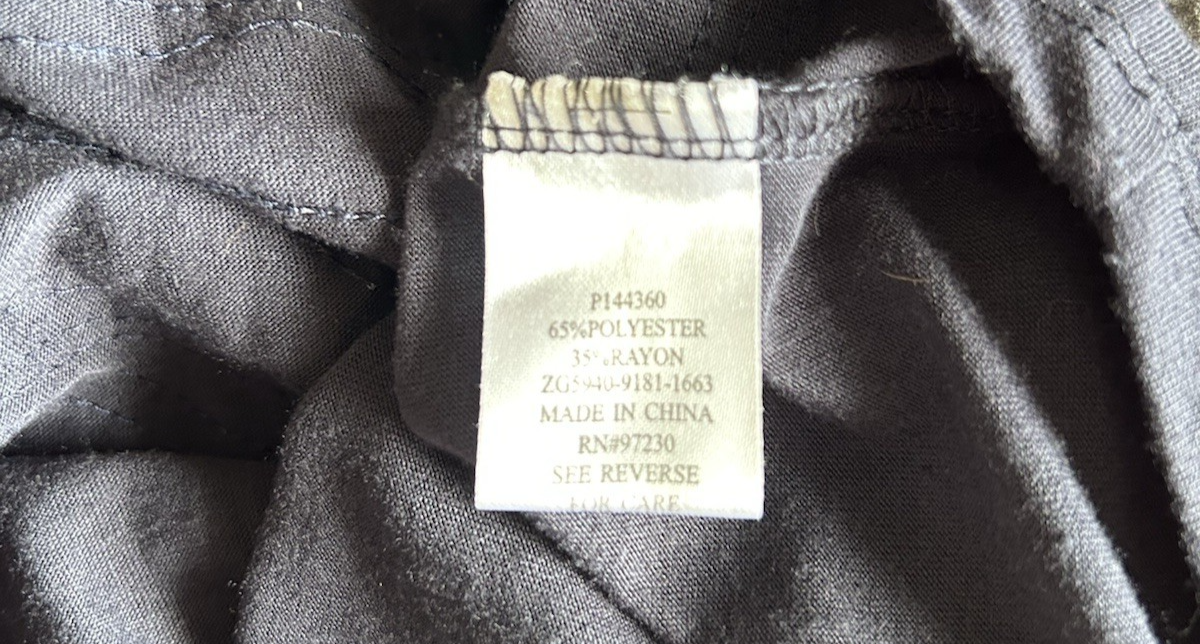 P144360
65%POLYESTER
35%RAYON
ZG5940-9181-1663
MADE IN CHINA
RN#97230
SEE REVERSE
FOR CARE